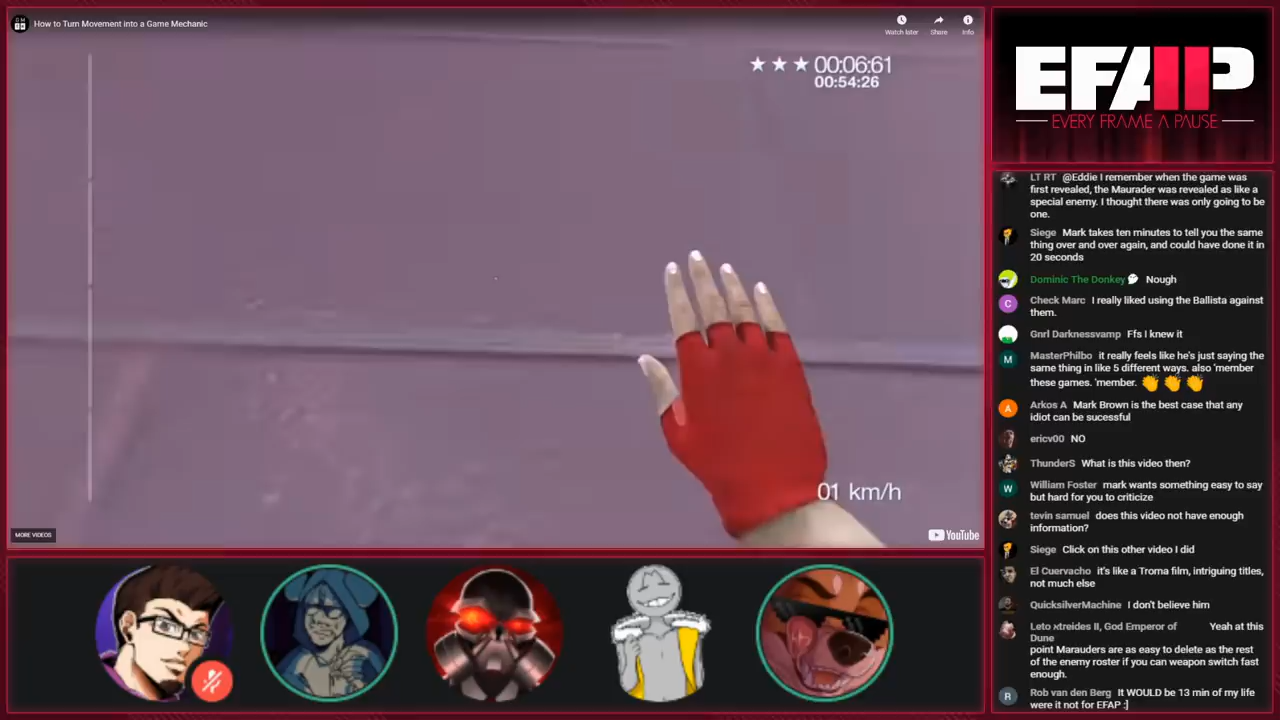 How to Turn Movement into a Game Mechanic
Watch later
Share
Info
★ ★ ★ 00:06:61
00:54:26
01 km/h
MORE VIDEOS
YouTube
EFAP
EVERY FRAME A PAUSE
LT RT @Eddie I remember when the game was
first revealed, the Maurader was revealed as like a
special enemy. I thought there was only going to be
one.
Siege Mark takes ten minutes to tell you the same
thing over and over again, and could have done it in
20 seconds
Dominic The Donkey Nough
C
Check Marc I really liked using the Ballista against
them.
Gnrl Darknessvamp Ffs I knew it
M
MasterPhilbo it really feels like he's just saying the
same thing in like 5 different ways. also 'member
these games. 'member. 👏 👏 👏
A
Arkos A Mark Brown is the best case that any
idiot can be sucessful
ericv00 NO
ThunderS What is this video then?
W
William Foster mark wants something easy to say
but hard for you to criticize
tevin samuel does this video not have enough
information?
Siege Click on this other video I did
El Cuervacho it's like a Troma film, intriguing titles,
not much else
QuicksilverMachine I don't believe him
Leto Atreides II, God Emperor of Dune Yeah at this
point Marauders are as easy to delete as the rest
of the enemy roster if you can weapon switch fast
enough.
R
Rob van den Berg It WOULD be 13 min of my life
were it not for EFAP :]